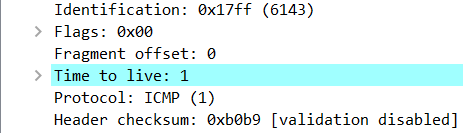 Identification: 0x17ff (6143)
Flags: 0x00
Fragment offset: 0
Time to live: 1
Protocol: ICMP (1)
Header checksum: 0xb0b9 [validation disabled]